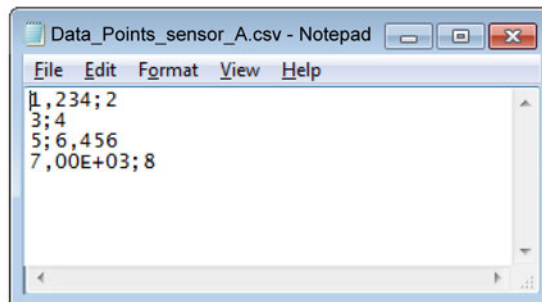 Data_Points_sensor_A.csv - Notepad
File Edit Format View Help
1,234;2
3;4
5;6,456
7,00E+03;8